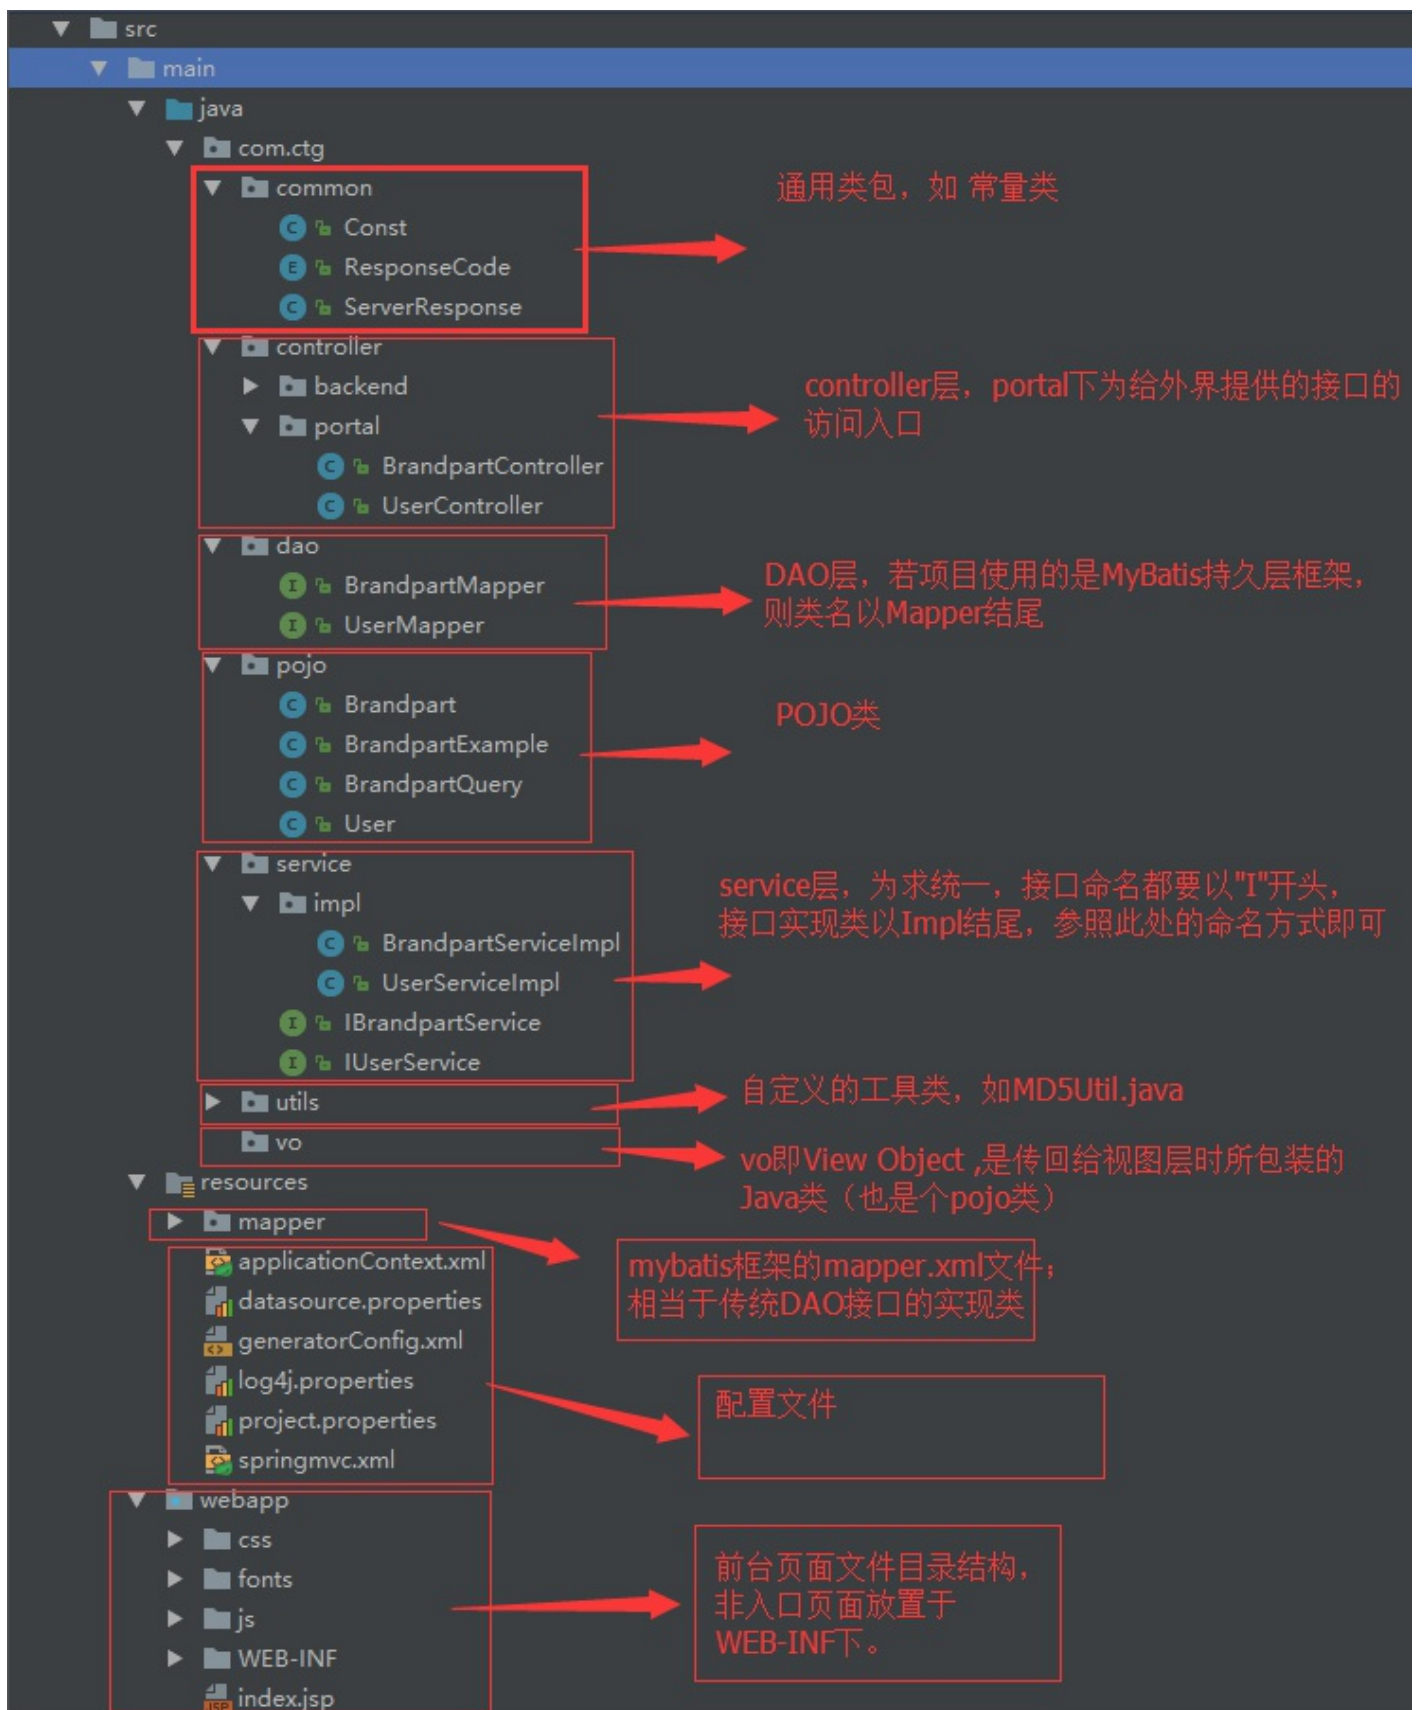 src
main
java
com.ctg
common
通用类包，如 常量类
Const
ResponseCode
ServerResponse
controller
backend
controller层，portal下为给外界提供的接口的
访问入口
portal
BrandpartController
UserController
dao
BrandpartMapper
DAO层，若项目使用的是MyBatis持久层框架，
则类名以Mapper结尾
UserMapper
pojo
Brandpart
POJO类
BrandpartExample
BrandpartQuery
User
service
service层，为求统一，接口命名都要以"I"开头，
接口实现类以Impl结尾，参照此处的命名方式即可
impl
BrandpartServiceImpl
UserServiceImpl
IBrandpartService
IUserService
utils
自定义的工具类，如MD5Util.java
vo
vo即View Object ,是传回给视图层时所包装的
Java类（也是个pojo类）
resources
mapper
mybatis框架的mapper.xml文件；
相当于传统DAO接口的实现类
applicationContext.xml
datasource.properties
generatorConfig.xml
log4j.properties
配置文件
project.properties
springmvc.xml
webapp
css
前台页面文件目录结构，
非入口页面放置于
WEB-INF下。
fonts
js
WEB-INF
index.jsp